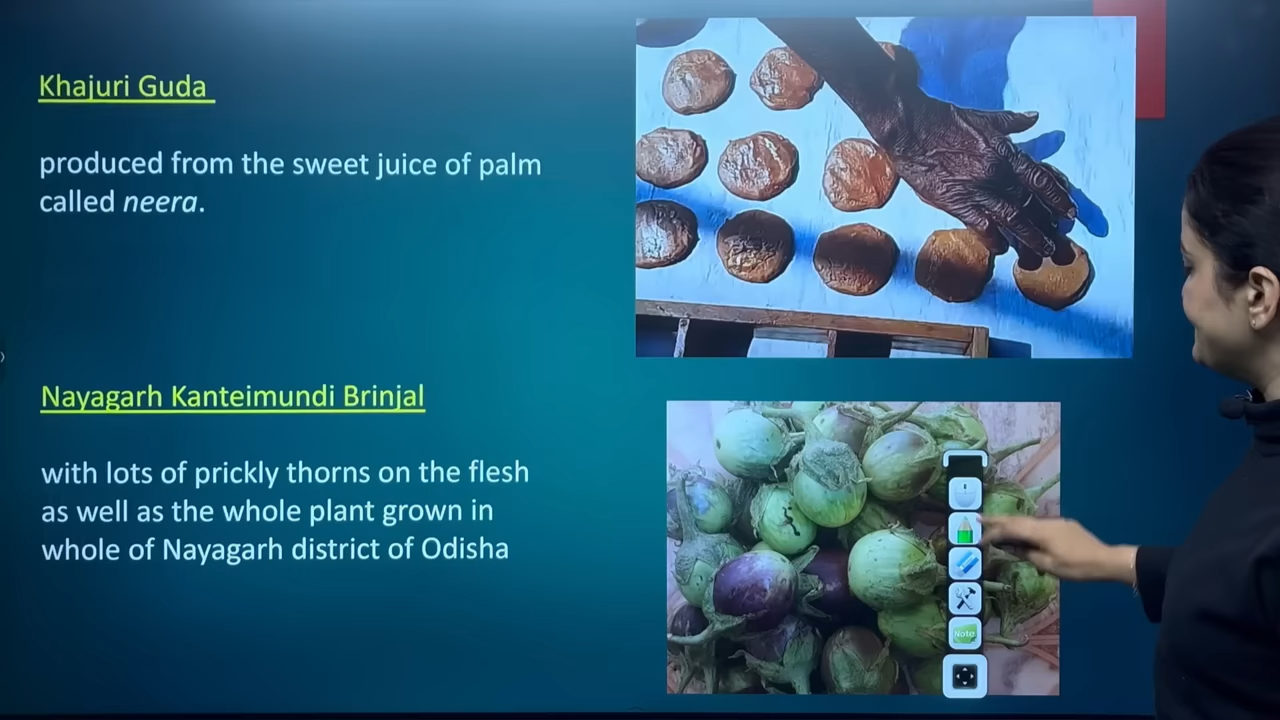 Khajuri Guda
produced from the sweet juice of palm
called neera.
Nayagarh Kanteimundi Brinjal
with lots of prickly thorns on the flesh
as well as the whole plant grown in
whole of Nayagarh district of Odisha
Note